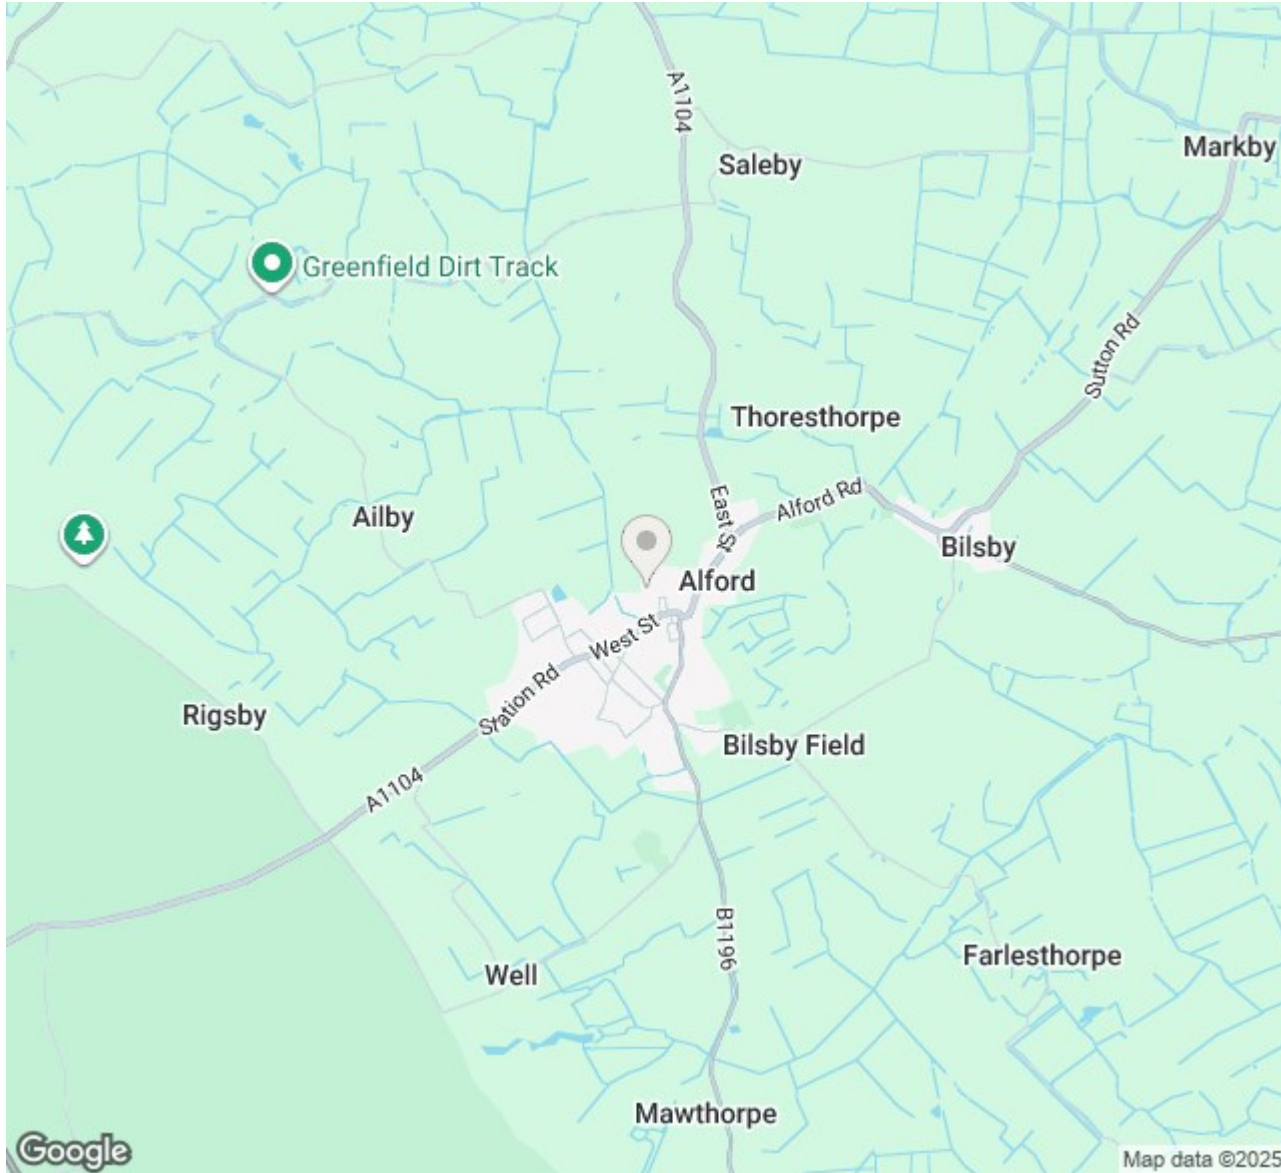 A1104
Saleby
Markby
Greenfield Dirt Track
Sutton Rd
Thoresthorpe
Alford Rd
East St
Ailby
Bilsby
Alford
West St
Station Rd
Rigsby
Bilsby Field
A1104
B1196
Farlesthorpe
Well
Mawthorpe
Google
Map data ©2025